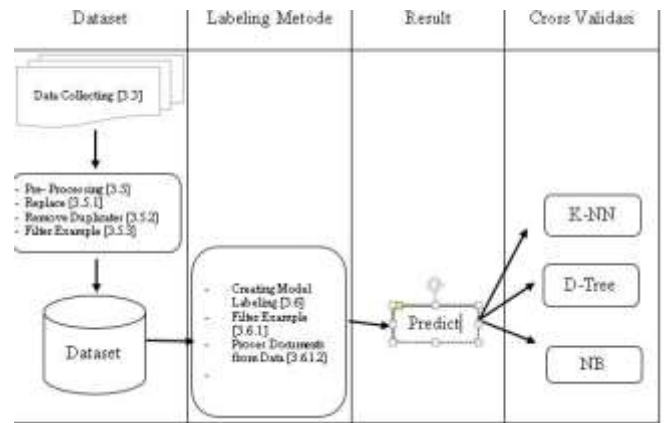 Dataset
Labeling Metode
Result
Cross Validasi
Data Collecting [3.3]
- Pre- Processing [3.5]
- Replace [3.5.1]
- Remove Duplicates [3.5.2]
- Filter Example [3.5.3]
Dataset
- Creating Modal
Labeling [3.6]
- Filter Example
[3.6.1]
- Proses Documents
from Data [3.6.1.2]
-
Predict
K-NN
D-Tree
NB